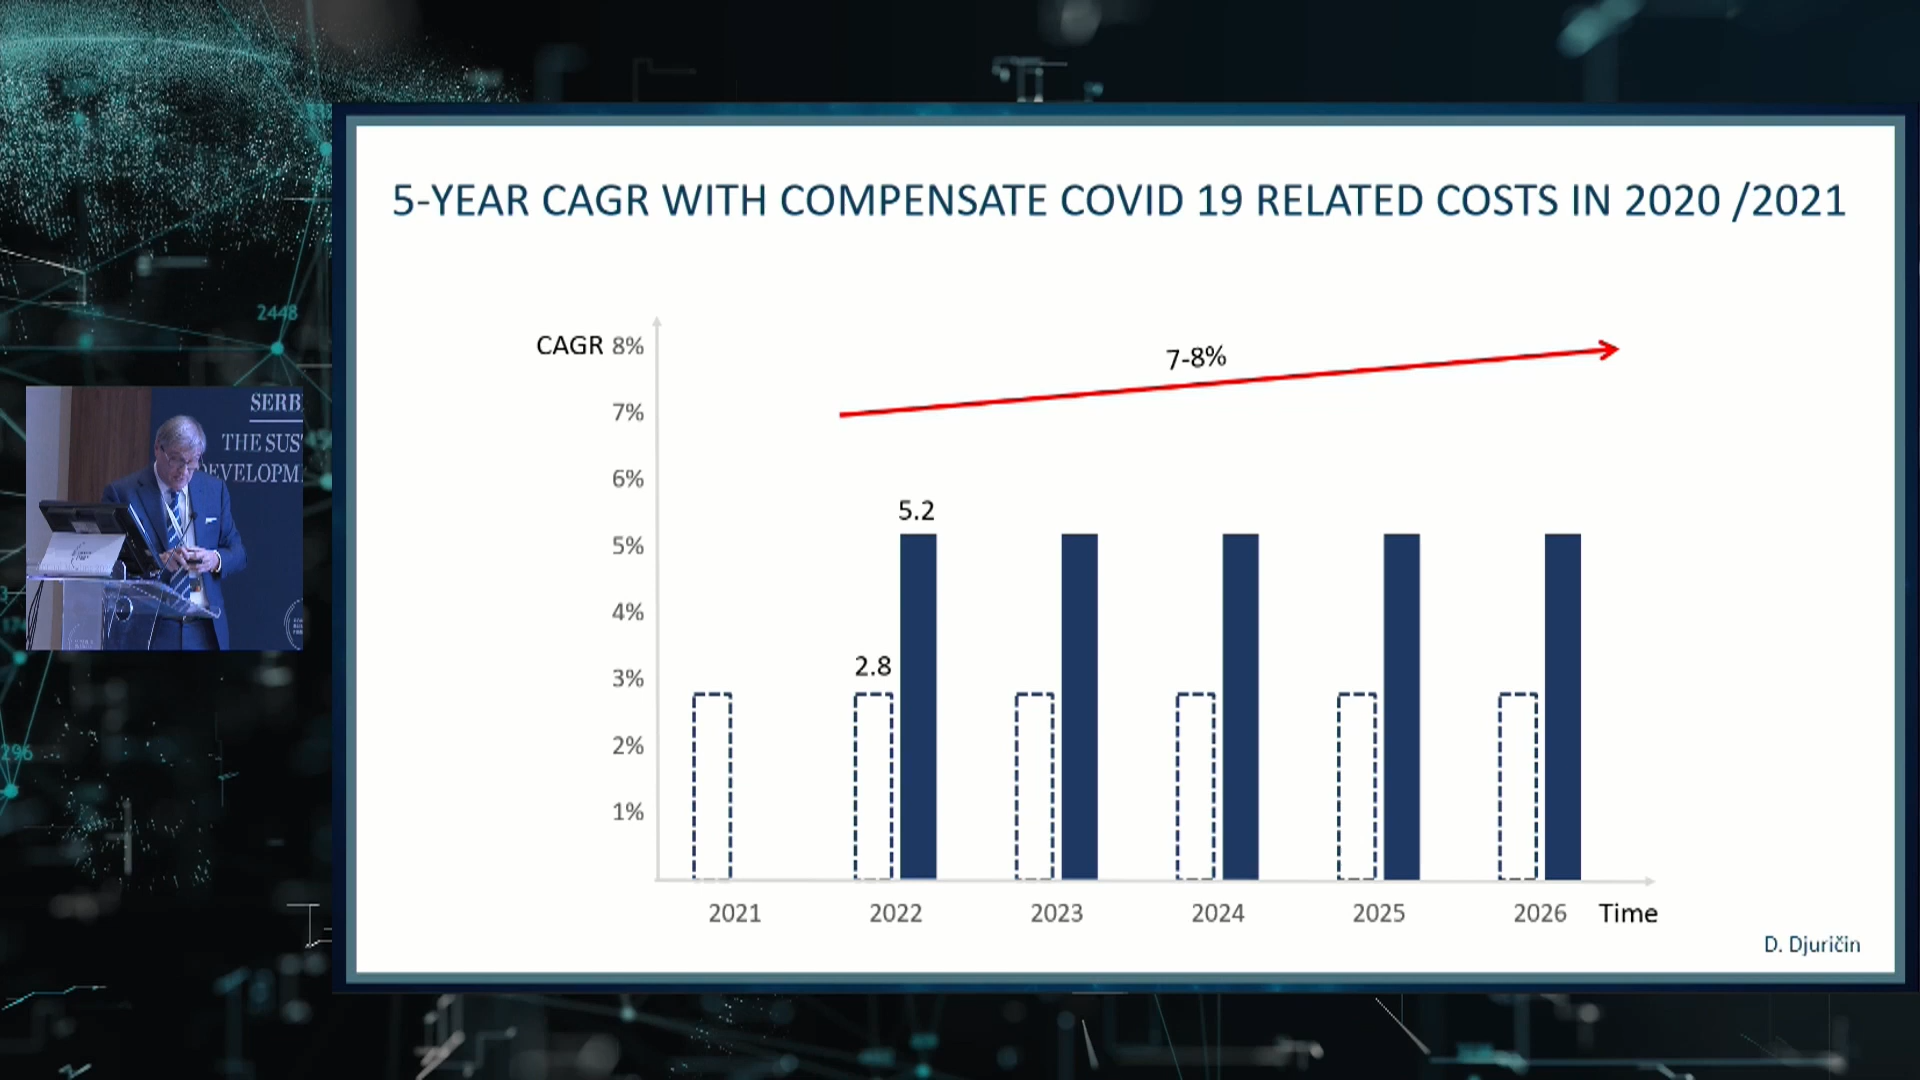 5-YEAR CAGR WITH COMPENSATE COVID 19 RELATED COSTS IN 2020 /2021
CAGR 8%
7-8%
7%
6%
5.2
5%
4%
2.8
3%
2%
1%
2021 2022 2023 2024 2025 2026 Time
D. Djuričin
2448
SERB
THE SUS
DEVELOPM
296